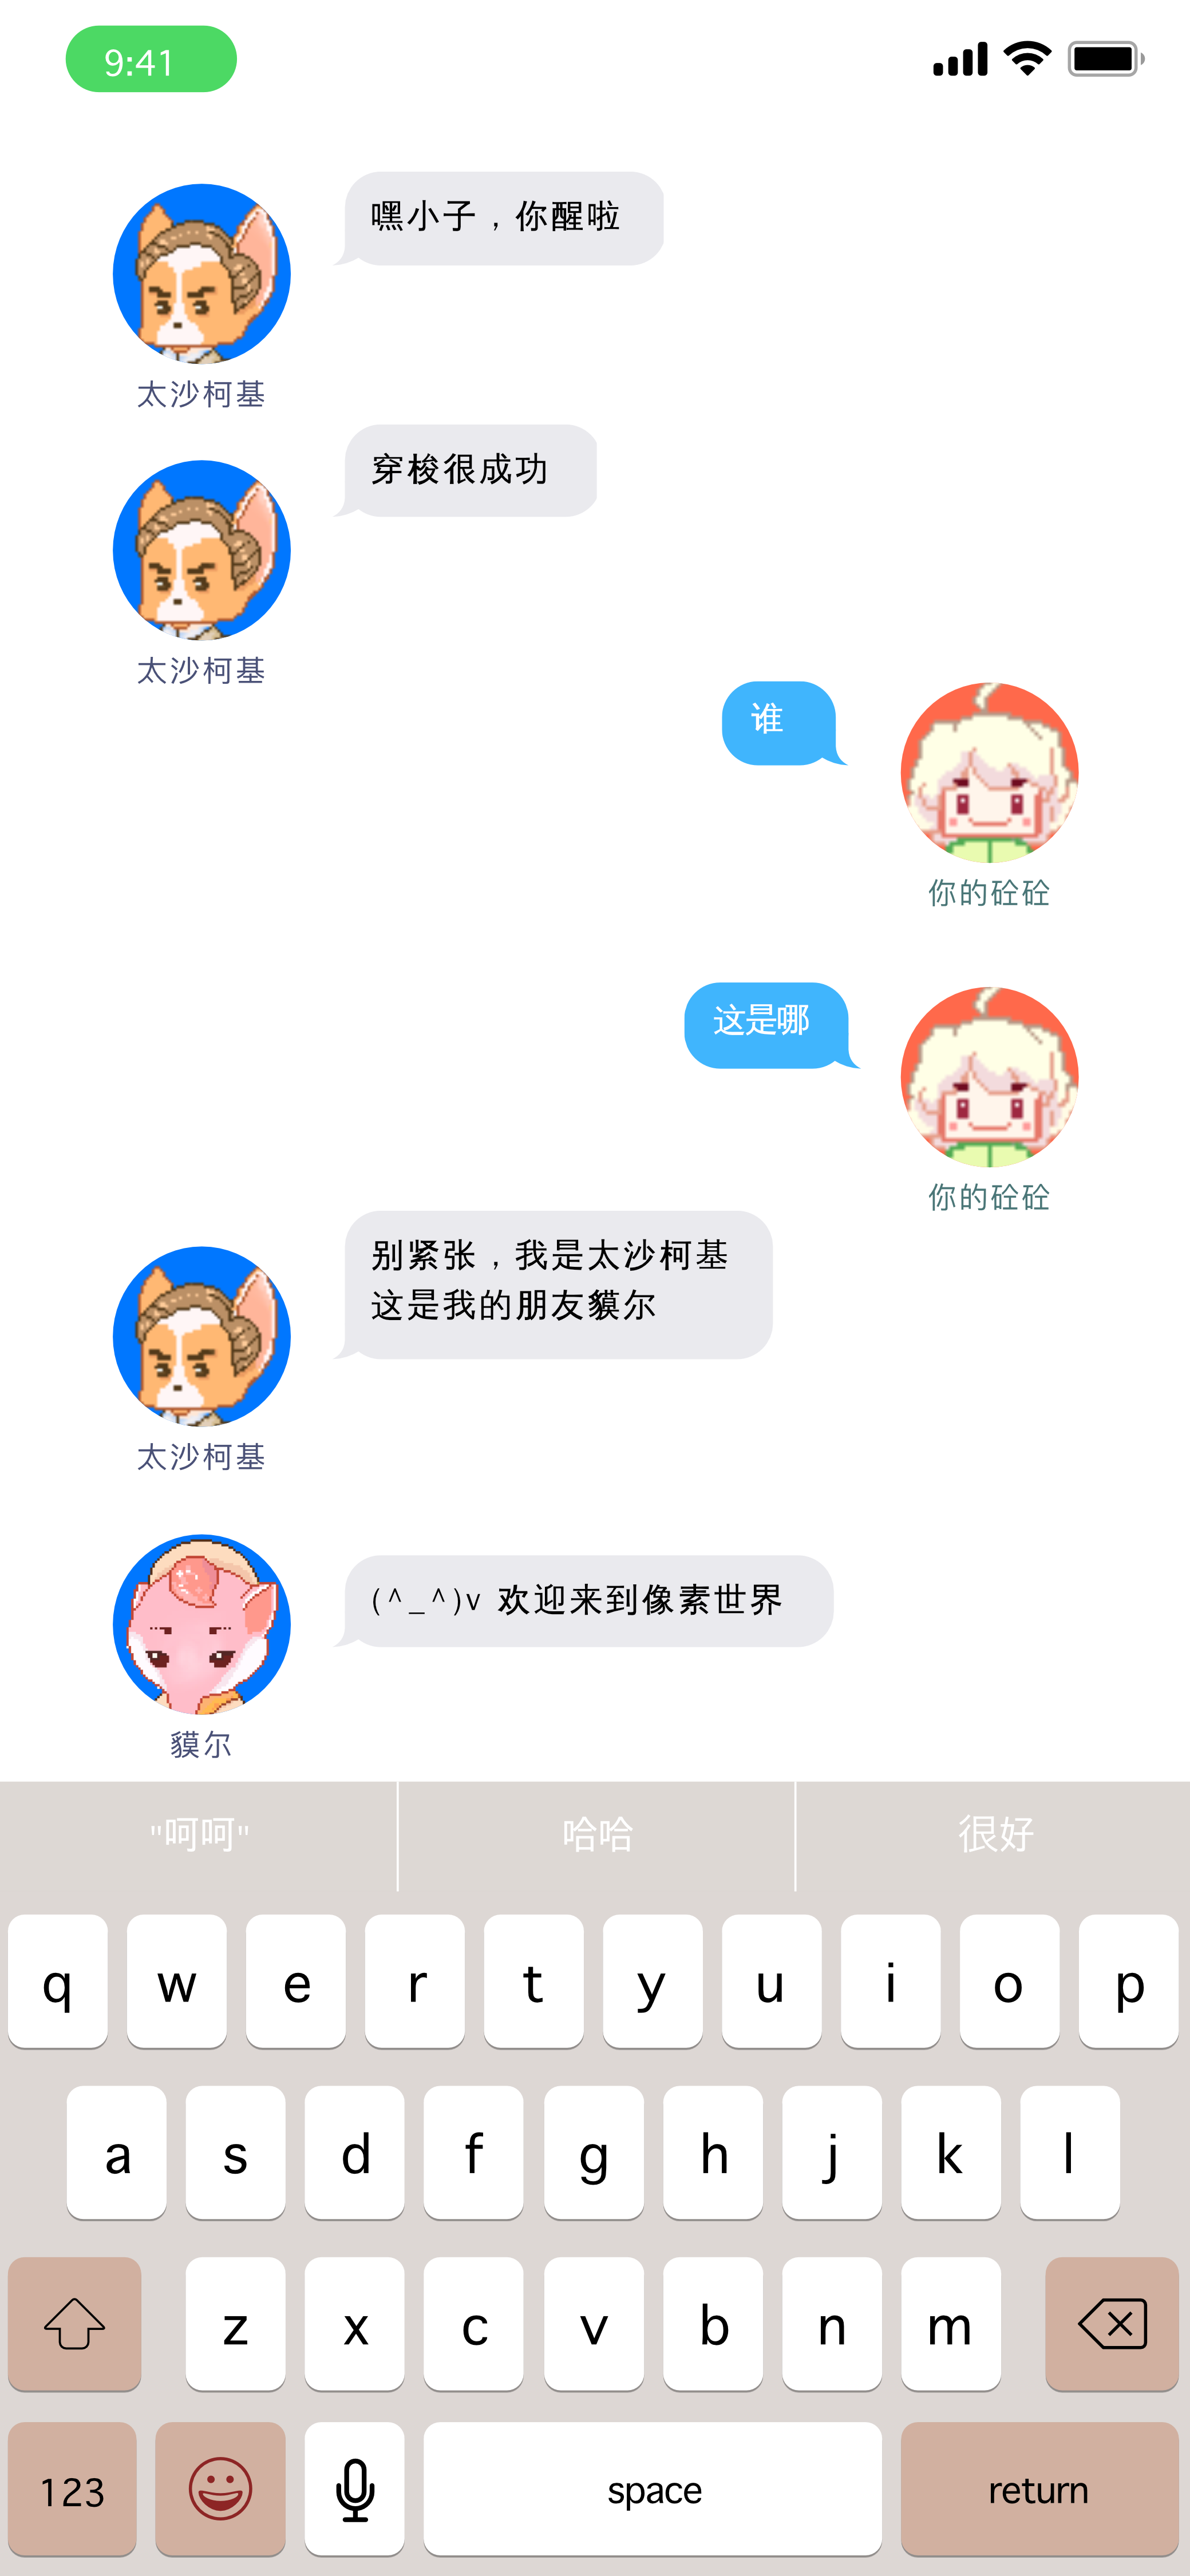 9:41
嘿小子，你醒啦
太沙柯基
穿梭很成功
太沙柯基
谁
你的砼砼
这是哪
你的砼砼
别紧张，我是太沙柯基
这是我的朋友貘尔
太沙柯基
(^_^)v 欢迎来到像素世界
貘尔
"呵呵" 哈哈 很好
q w e r t y u i o p
a s d f g h j k l
z x c v b n m
123 space return